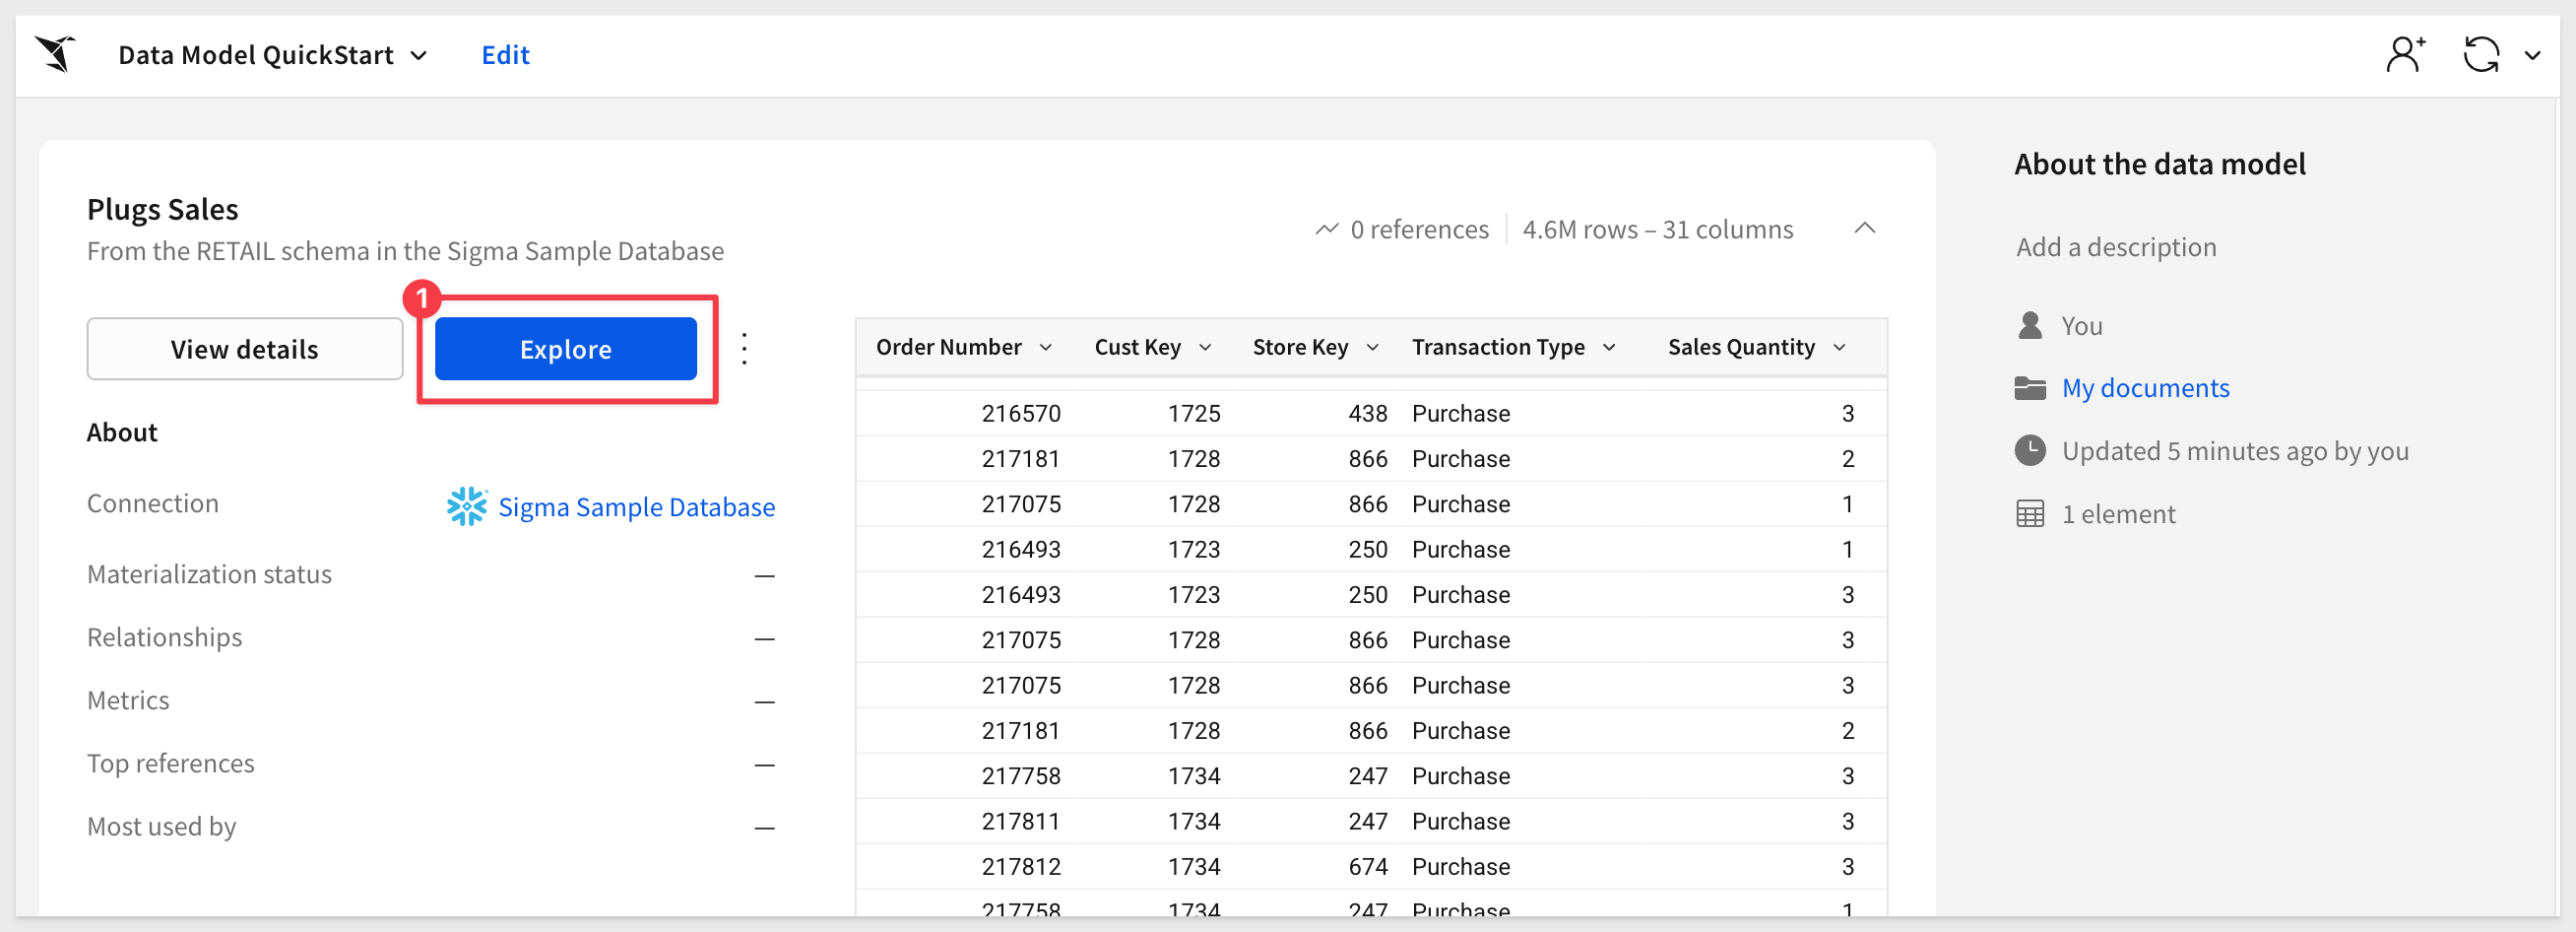 Data Model QuickStart Edit
Plugs Sales
From the RETAIL schema in the Sigma Sample Database
0 references 4.6M rows – 31 columns
1
View details Explore
About
Connection Sigma Sample Database
Materialization status —
Relationships —
Metrics —
Top references —
Most used by —
Order Number Cust Key Store Key Transaction Type Sales Quantity
216570 1725 438 Purchase 3
217181 1728 866 Purchase 2
217075 1728 866 Purchase 1
216493 1723 250 Purchase 1
216493 1723 250 Purchase 3
217075 1728 866 Purchase 3
217075 1728 866 Purchase 3
217181 1728 866 Purchase 2
217758 1734 247 Purchase 3
217811 1734 247 Purchase 3
217812 1734 674 Purchase 3
217758 1734 247 Purchase 1
About the data model
Add a description
You
My documents
Updated 5 minutes ago by you
1 element